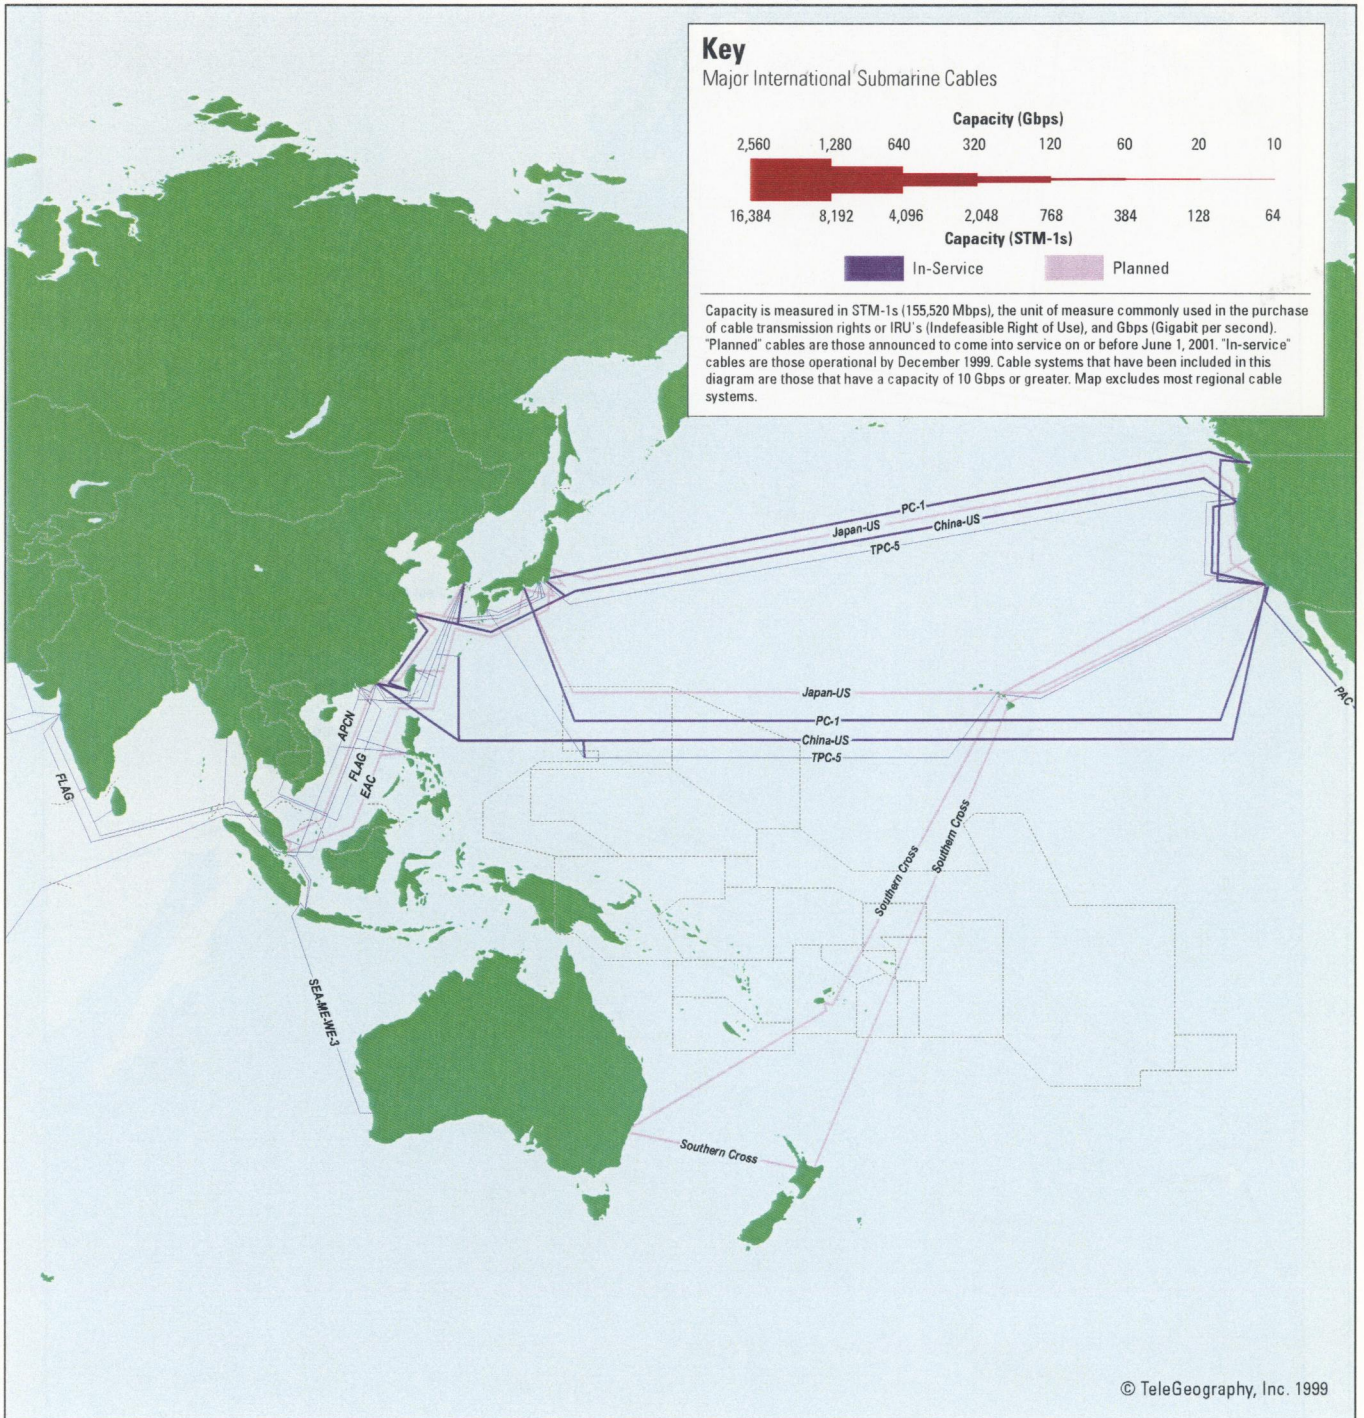 Key
Major International Submarine Cables
Capacity (Gbps)
2,560 1,280 640 320 120 60 20 10
16,384 8,192 4,096 2,048 768 384 128 64
Capacity (STM-1s)
In-Service Planned
Capacity is measured in STM-1s (155,520 Mbps), the unit of measure commonly used in the purchase
of cable transmission rights or IRU's (Indefeasible Right of Use), and Gbps (Gigabit per second).
"Planned" cables are those announced to come into service on or before June 1, 2001. "In-service"
cables are those operational by December 1999. Cable systems that have been included in this
diagram are those that have a capacity of 10 Gbps or greater. Map excludes most regional cable
systems.
PC-1
Japan-US
China-US
TPC-5
Japan-US
PC-1
China-US
TPC-5
PAC-
APCN
FLAG
EAC
FLAG
Southern Cross
Southern Cross
SEA-ME-WE-3
Southern Cross
© TeleGeography, Inc. 1999